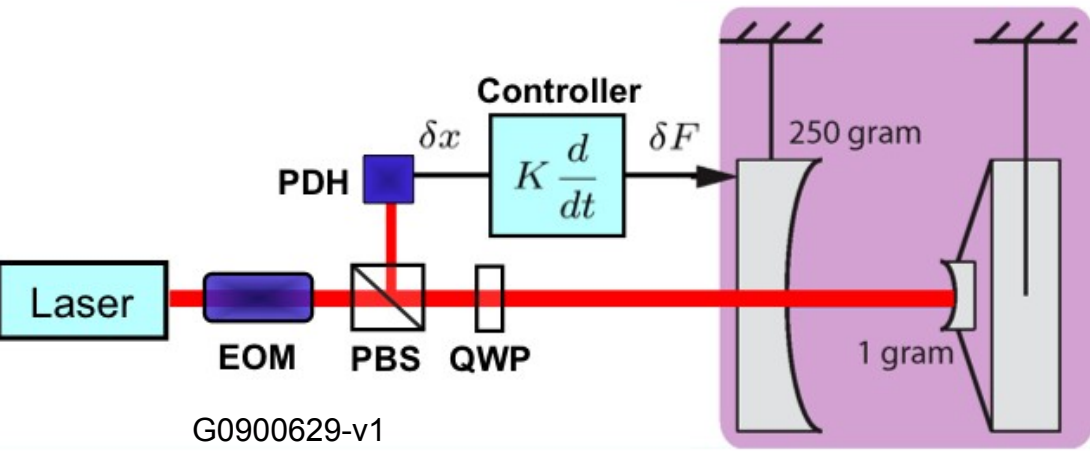 Controller
δx
K d/dt
δF
250 gram
PDH
Laser
EOM
PBS
QWP
1 gram
G0900629-v1